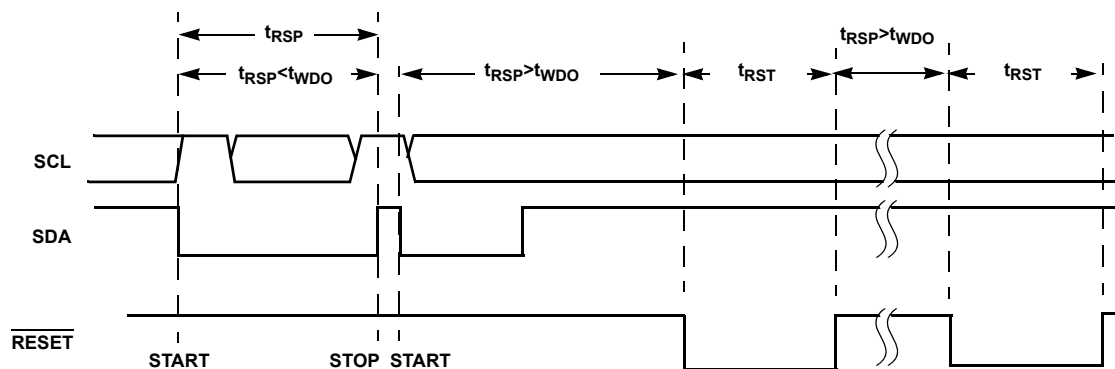 tRSP
tRSP<tWDO
tRSP>tWDO
tRST
tRSP>tWDO
tRST
SCL
SDA
RESET
START
STOP
START